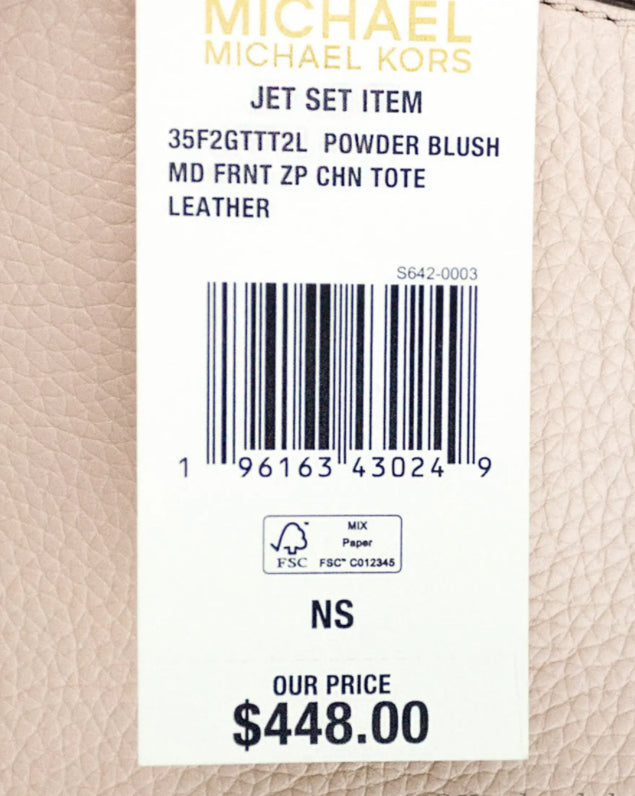 MICHAEL
MICHAEL KORS
JET SET ITEM
35F2GTTT2L POWDER BLUSH
MD FRNT ZP CHN TOTE
LEATHER
S642-0003
1 96163 43024 9
MIX
Paper
FSC FSC™ C012345
NS
OUR PRICE
$448.00